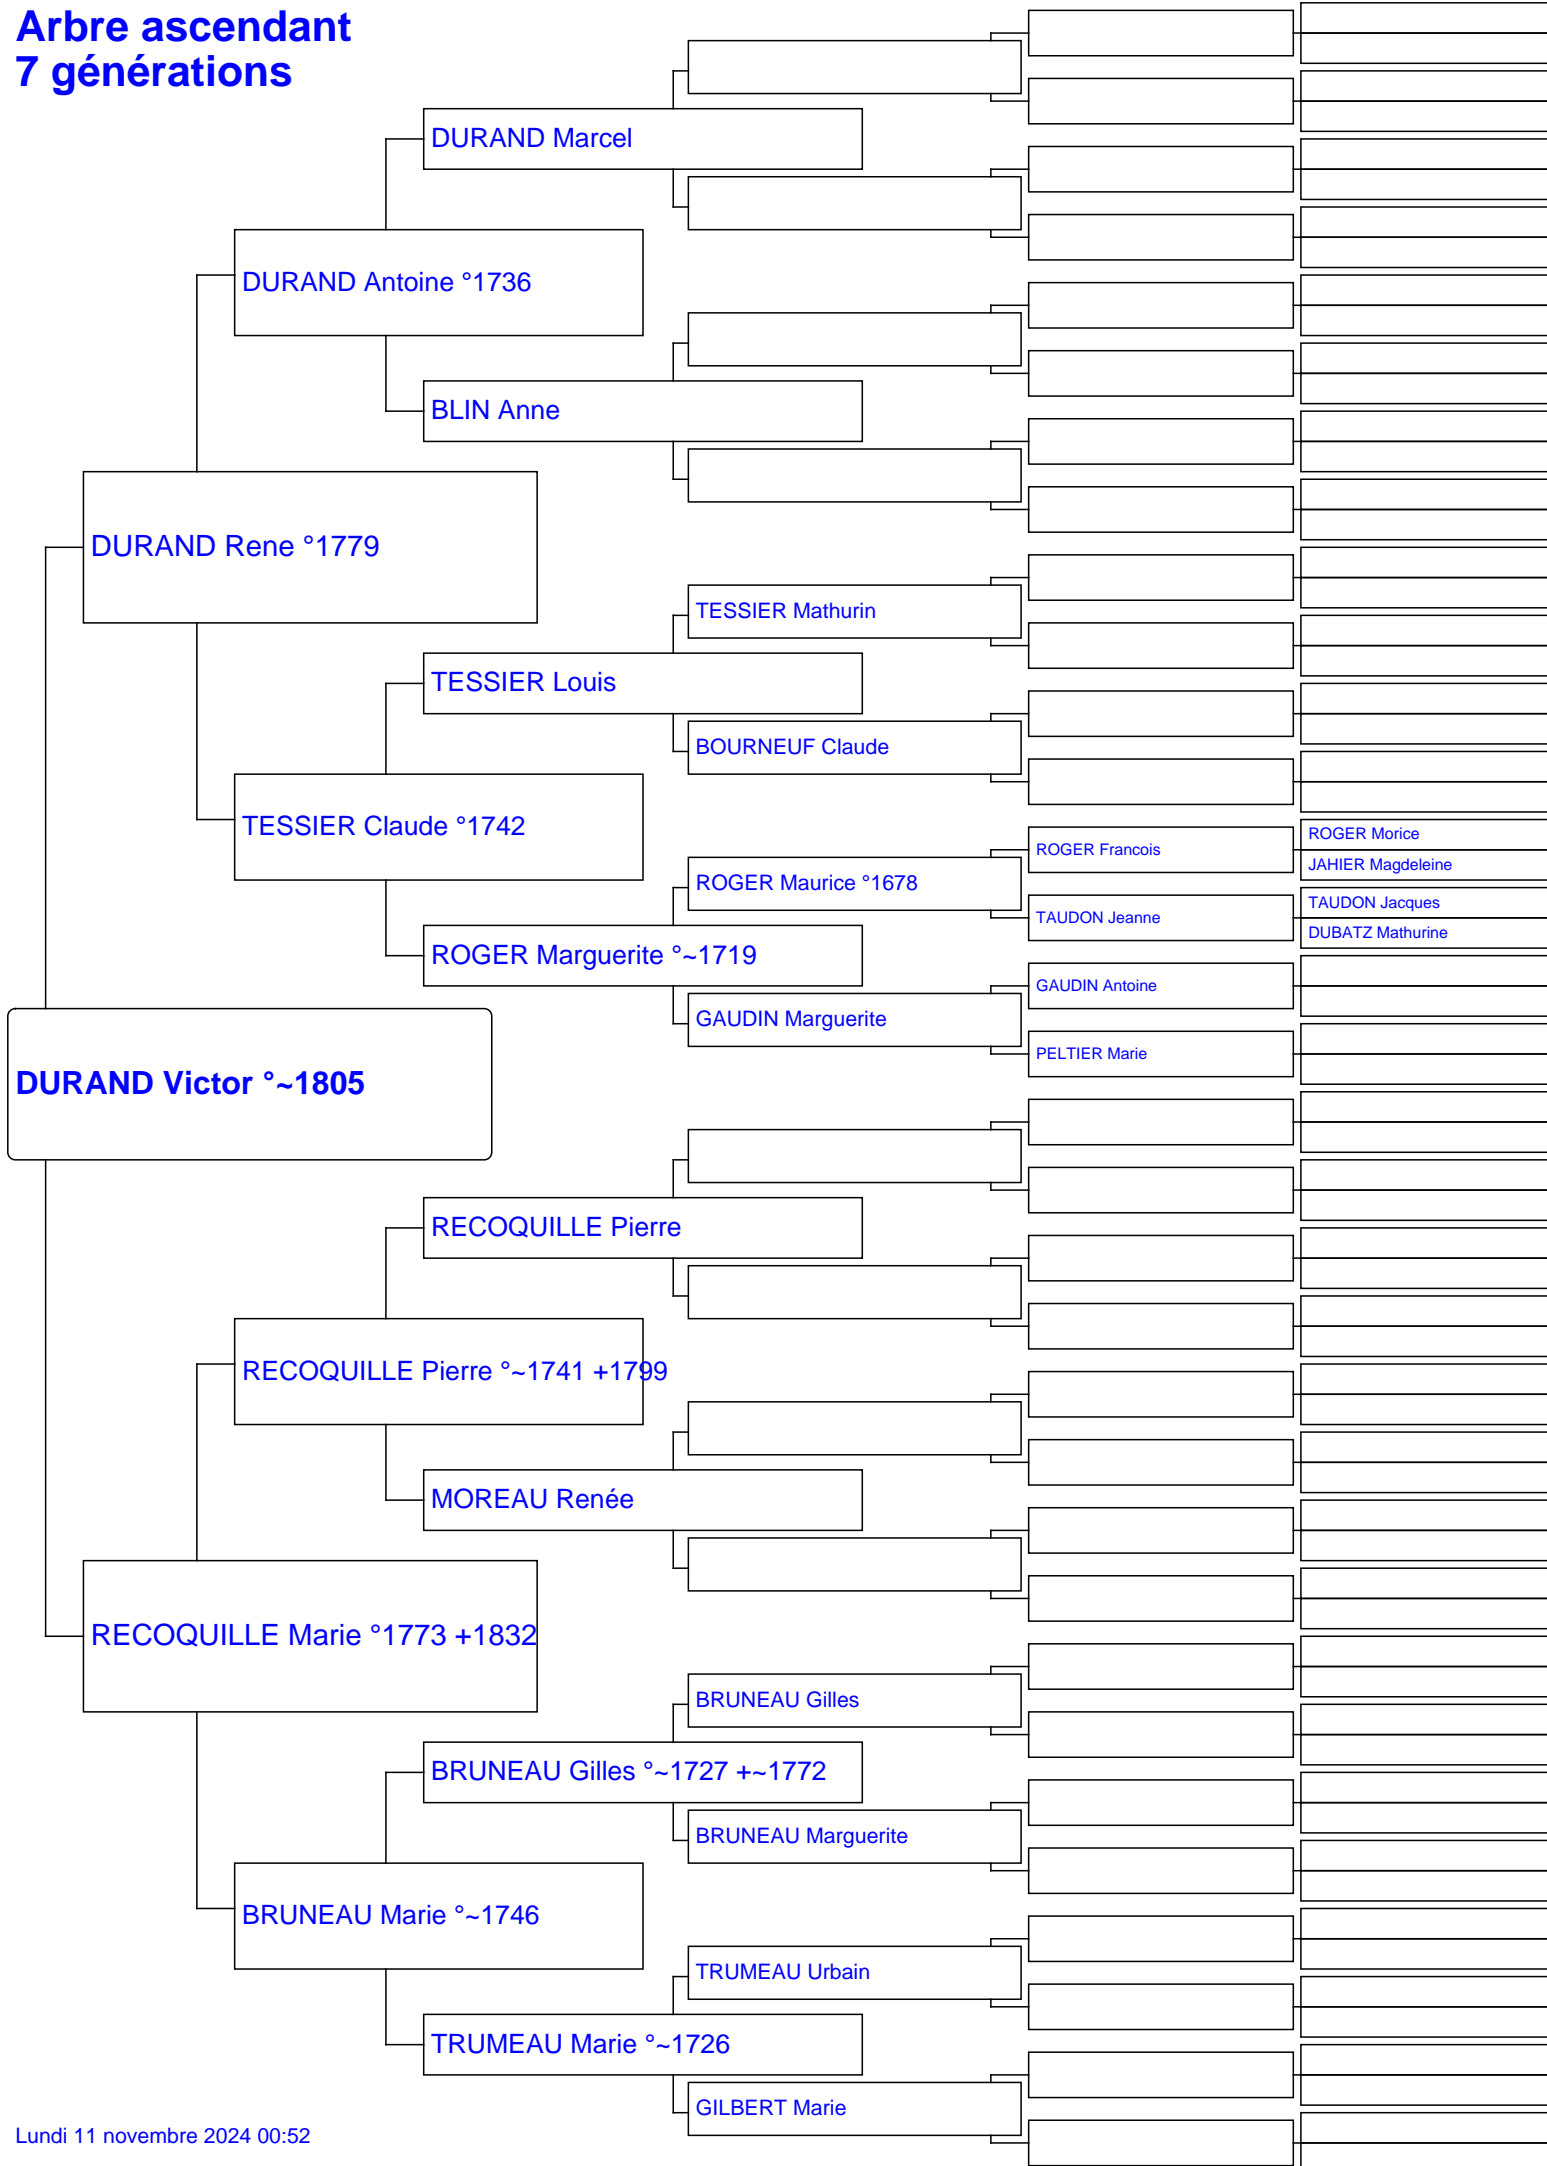 Arbre ascendant
7 générations
DURAND Marcel
DURAND Antoine °1736
BLIN Anne
DURAND Rene °1779
TESSIER Mathurin
TESSIER Louis
BOURNEUF Claude
TESSIER Claude °1742
ROGER Morice
ROGER Francois
JAHIER Magdeleine
ROGER Maurice °1678
TAUDON Jacques
TAUDON Jeanne
DUBATZ Mathurine
ROGER Marguerite °~1719
GAUDIN Antoine
GAUDIN Marguerite
PELTIER Marie
DURAND Victor °~1805
RECOQUILLE Pierre
RECOQUILLE Pierre °~1741 +1799
MOREAU Renée
RECOQUILLE Marie °1773 +1832
BRUNEAU Gilles
BRUNEAU Gilles °~1727 +~1772
BRUNEAU Marguerite
BRUNEAU Marie °~1746
TRUMEAU Urbain
TRUMEAU Marie °~1726
GILBERT Marie
Lundi 11 novembre 2024 00:52